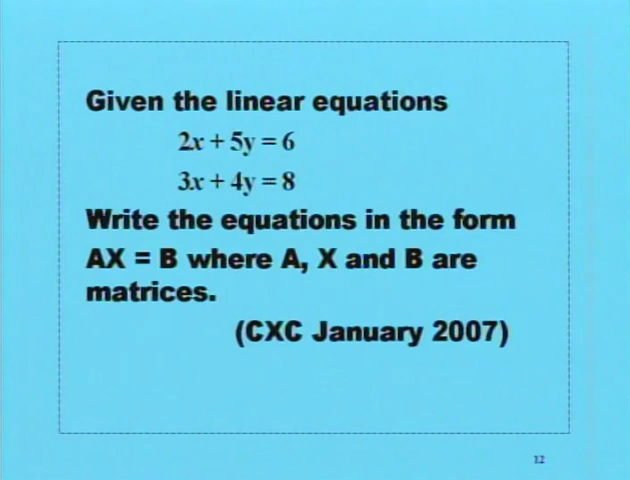 Given the linear equations
2x + 5y = 6
3x + 4y = 8
Write the equations in the form
AX = B where A, X and B are
matrices.
(CXC January 2007)
12